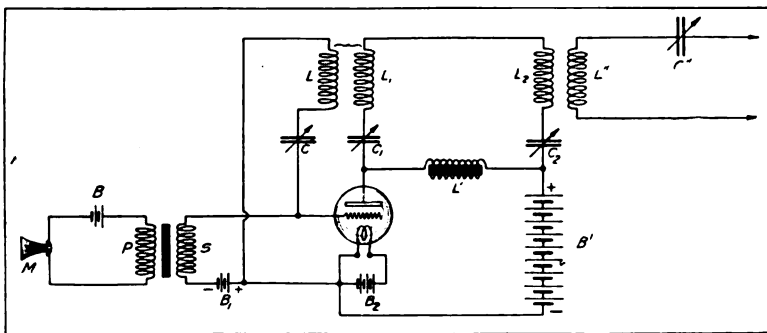 L L₁ L₂ L" C"
C C₁ C₂
L'
B +
M P S B'
− B₁ + B₂
−